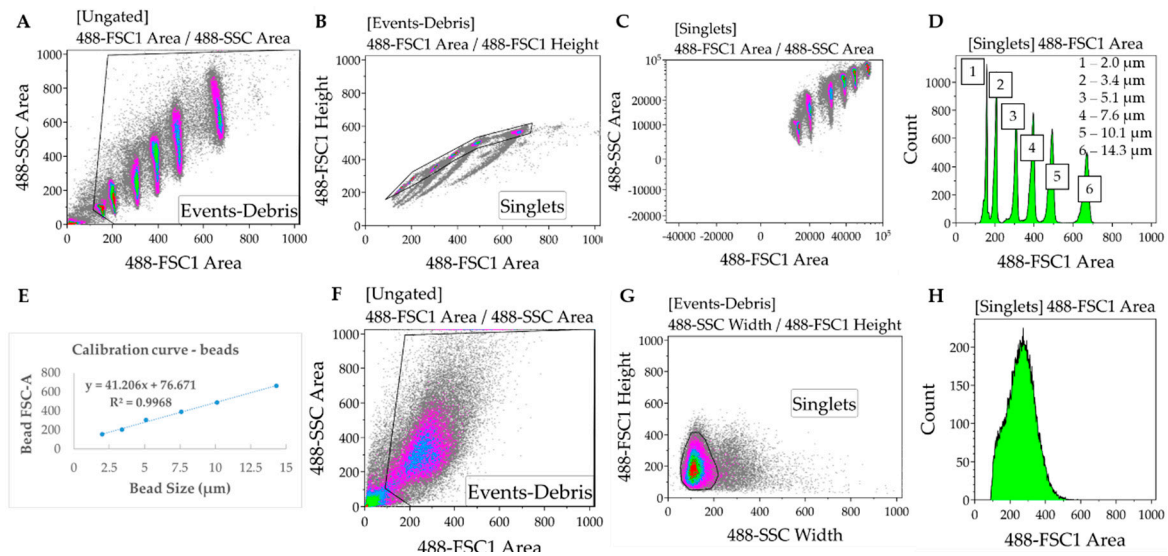 A
[Ungated]
488-FSC1 Area / 488-SSC Area
1000
800
600
400
200
0
488-SSC Area
Events-Debris
0 200 400 600 800 1000
488-FSC1 Area
B
[Events-Debris]
488-FSC1 Area / 488-FSC1 Height
1000
800
600
400
200
0
488-FSC1 Height
Singlets
0 200 400 600 800 1000
488-FSC1 Area
C
[Singlets]
488-FSC1 Area / 488-SSC Area
10⁵
20000
0
-10000
-20000
488-SSC Area
-40000 -20000 0 20000 40000 10⁵
488-FSC1 Area
D
[Singlets] 488-FSC1 Area
1 – 2.0 µm
2 – 3.4 µm
3 – 5.1 µm
4 – 7.6 µm
5 – 10.1 µm
6 – 14.3 µm
1
2
3
4
5
6
1000
800
600
400
200
0
Count
0 200 400 600 800 1000
488-FSC1 Area
E
Calibration curve - beads
y = 41.206x + 76.671
R² = 0.9968
800
600
400
200
0
Bead FSC-A
0 2.5 5 7.5 10 12.5 15
Bead Size (µm)
F
[Ungated]
488-FSC1 Area / 488-SSC Area
1000
800
600
400
200
0
488-SSC Area
Events-Debris
0 200 400 600 800 1000
488-FSC1 Area
G
[Events-Debris]
488-SSC Width / 488-FSC1 Height
1000
800
600
400
200
0
488-FSC1 Height
Singlets
0 200 400 600 800 1000
488-SSC Width
H
[Singlets] 488-FSC1 Area
200
150
100
50
0
Count
0 200 400 600 800 1000
488-FSC1 Area